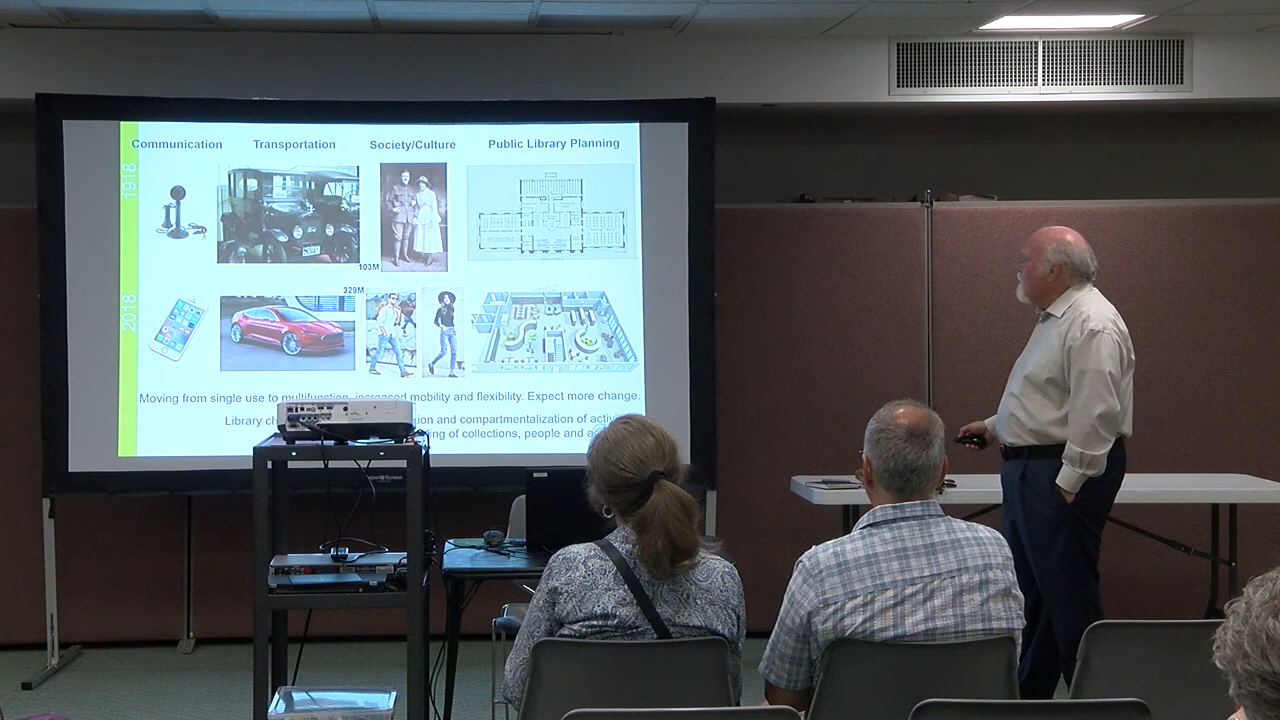 Communication Transportation Society/Culture Public Library Planning
1918
103M
329M
2018
Moving from single use to multifunction, increased mobility and flexibility. Expect more change.
Library ion and compartmentalization of
of collections, people and